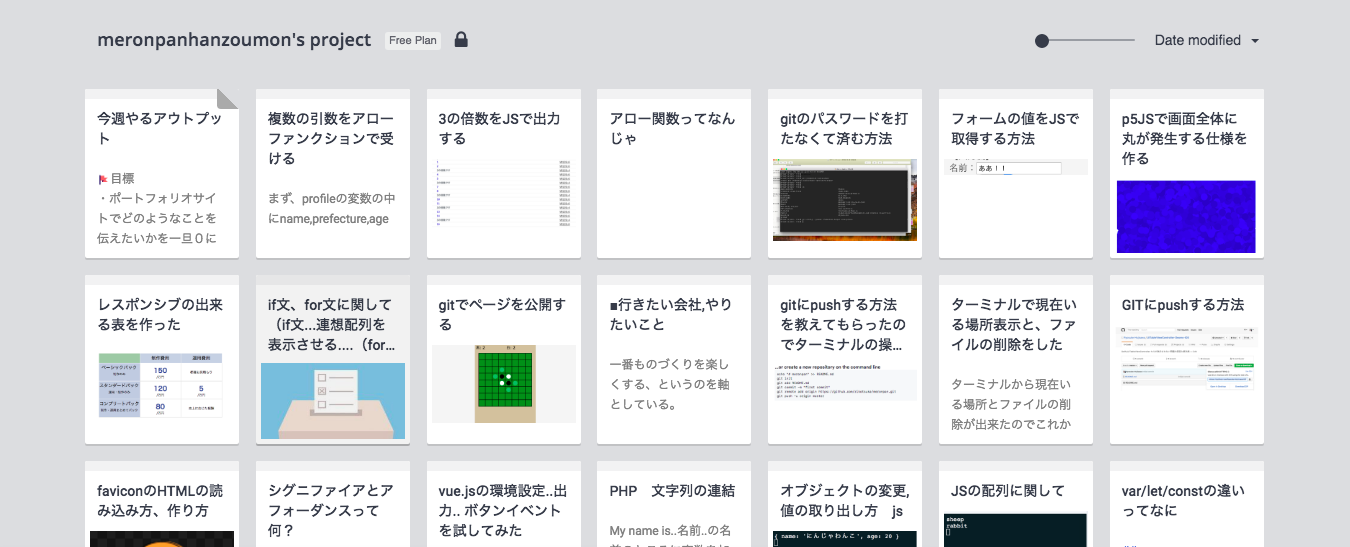 meronpanhanzoumon's project
Free Plan
Date modified
今週やるアウトプッ
ト
目標
・ポートフォリオサイ
トでどのようなことを
伝えたいかを一旦０に
複数の引数をアロー
ファンクションで受
ける
まず、profileの変数の中
にname,prefecture,age
3の倍数をJSで出力
する
アロー関数ってなん
じゃ
gitのパスワードを打
たなくて済む方法
フォームの値をJSで
取得する方法
名前：ああ！！
p5JSで画面全体に
丸が発生する仕様を
作る
レスポンシブの出来
る表を作った
ベーシックパック
150
スタンダードパック
120
5
コンプリートパック
80
if文、for文に関して
（if文...連想配列を
表示させる....（for...
gitでページを公開す
る
■行きたい会社,やり
たいこと
一番ものづくりを楽し
くする、というのを軸
としている。
gitにpushする方法
を教えてもらったの
でターミナルの操...
...or create a new repository on the command line
ターミナルで現在い
る場所表示と、ファ
イルの削除をした
ターミナルから現在い
る場所とファイルの削
除が出来たのでこれか
GITにpushする方法
faviconのHTMLの読
み込み方、作り方
シグニファイアとア
フォーダンスって
何？
vue.jsの環境設定..出
力.. ボタンイベント
を試してみた
PHP　文字列の連結
My name is..名前..の名
オブジェクトの変更,
値の取り出し方　js
{ name: 'にんじゃわんこ', age: 20 }
JSの配列に関して
sheep
rabbit
var/let/constの違い
ってなに